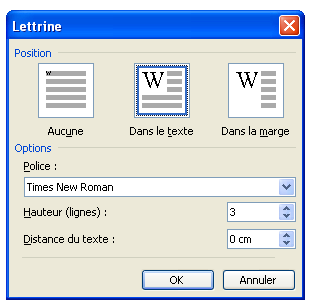 Lettrine
Position
W W W
Aucune Dans le texte Dans la marge
Options
Police :
Times New Roman
Hauteur (lignes) : 3
Distance du texte : 0 cm
OK Annuler